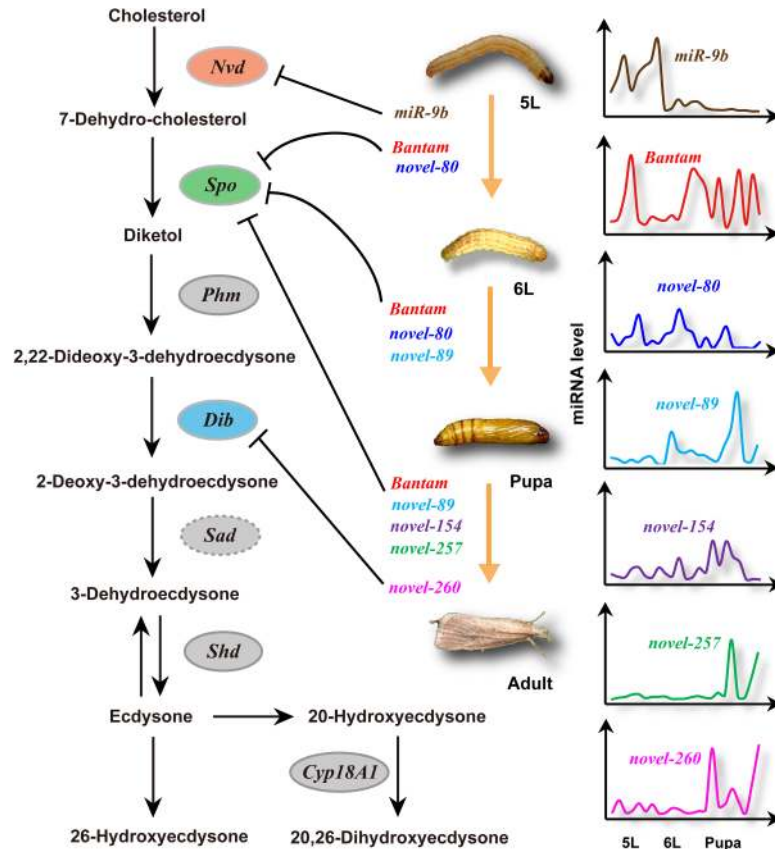 Cholesterol
Nvd
7-Dehydro-cholesterol
Spo
Diketol
Phm
2,22-Dideoxy-3-dehydroecdysone
Dib
2-Deoxy-3-dehydroecdysone
Sad
3-Dehydroecdysone
Shd
Ecdysone
20-Hydroxyecdysone
Cyp18A1
26-Hydroxyecdysone
20,26-Dihydroxyecdysone
miR-9b
Bantam
novel-80
Bantam
novel-80
novel-89
Bantam
novel-89
novel-154
novel-257
novel-260
5L
6L
Pupa
Adult
miRNA level
miR-9b
Bantam
novel-80
novel-89
novel-154
novel-257
novel-260
5L 6L Pupa